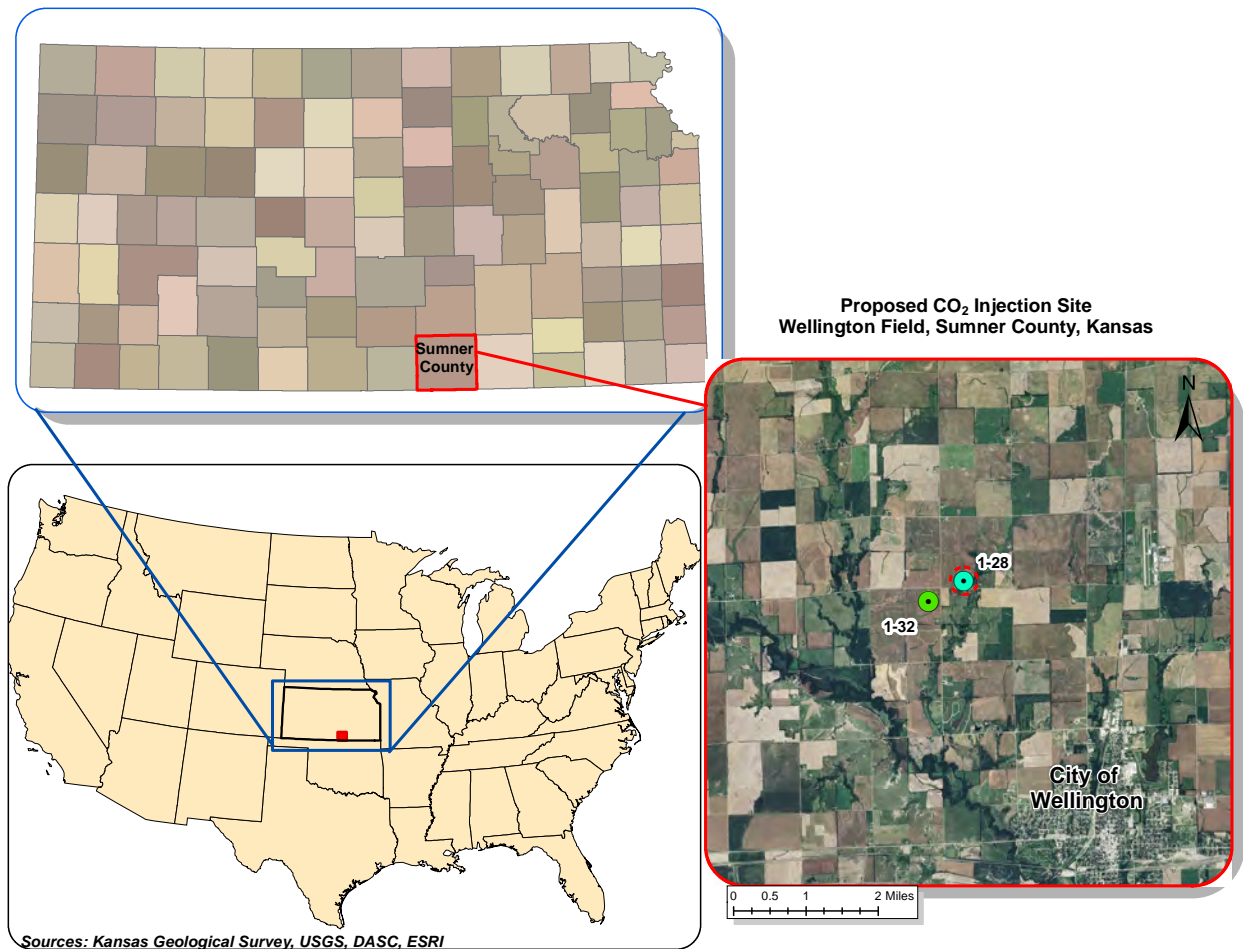 Sumner
County
Proposed CO₂ Injection Site
Wellington Field, Sumner County, Kansas
N
1-28
1-32
City of
Wellington
0 0.5 1 2 Miles
Sources: Kansas Geological Survey, USGS, DASC, ESRI